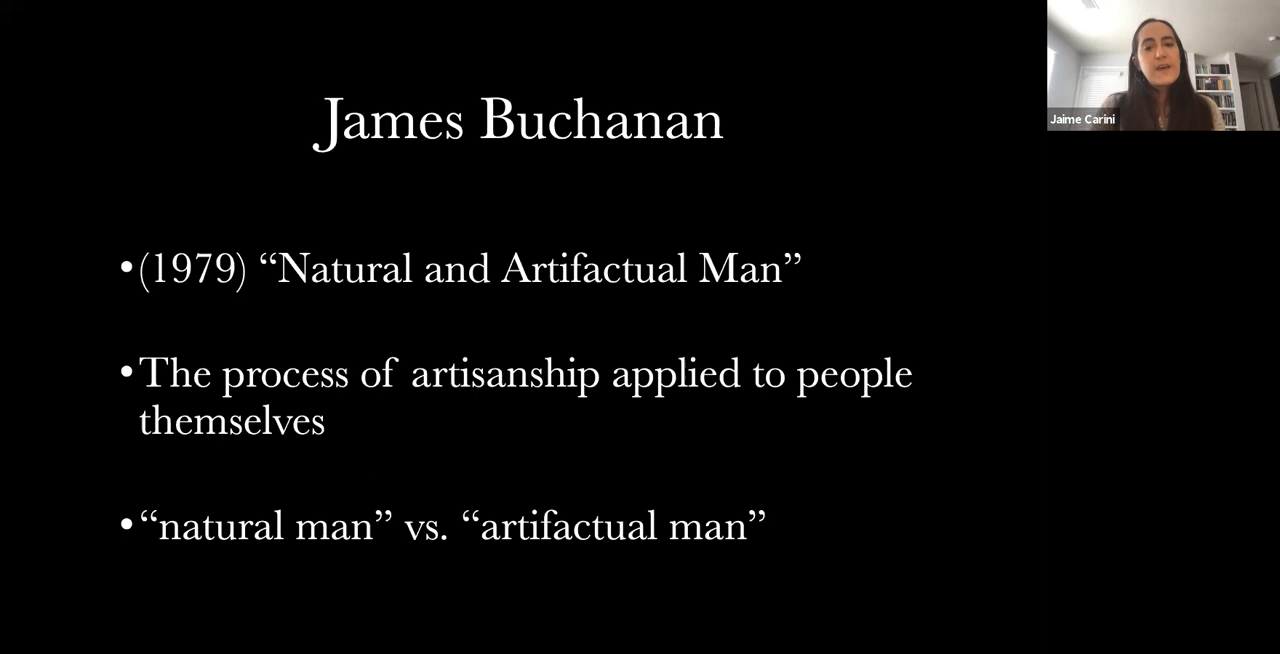 James Buchanan
Jaime Carini
•(1979) “Natural and Artifactual Man”
•The process of artisanship applied to people
themselves
•“natural man” vs. “artifactual man”